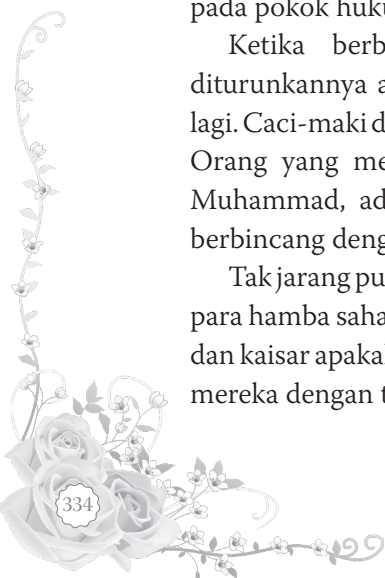 pada pokok huku
Ketika berb
diturunkannya a
lagi. Caci-maki d
Orang yang me
Muhammad, ad
berbincang deng
Tak jarang pu
para hamba saha
dan kaisar apakal
mereka dengan t
334